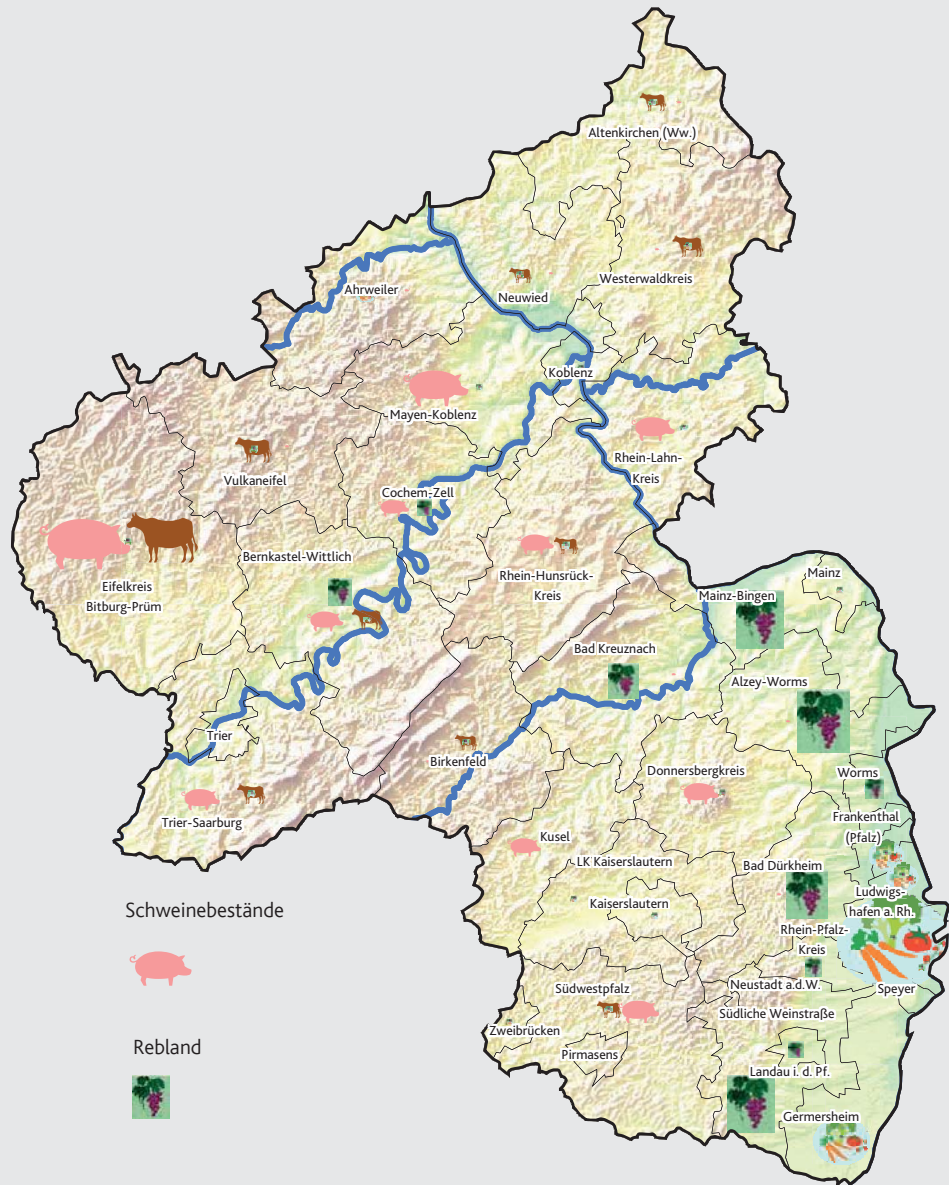 Altenkirchen (Ww.)
Westerwaldkreis
Neuwied
Ahrweiler
Koblenz
Mayen-Koblenz
Rhein-Lahn-
Kreis
Vulkaneifel
Cochem-Zell
Bernkastel-Wittlich
Rhein-Hunsrück-
Kreis
Eifelkreis
Bitburg-Prüm
Mainz
Mainz-Bingen
Bad Kreuznach
Alzey-Worms
Trier
Birkenfeld
Donnersbergkreis
Worms
Trier-Saarburg
Frankenthal
(Pfalz)
Kusel
LK Kaiserslautern
Bad Dürkheim
Kaiserslautern
Ludwigs-
hafen a. Rh.
Rhein-Pfalz-
Kreis
Neustadt a.d.W.
Speyer
Südwestpfalz
Südliche Weinstraße
Zweibrücken
Pirmasens
Landau i. d. Pf.
Germersheim
Schweinebestände
Rebland